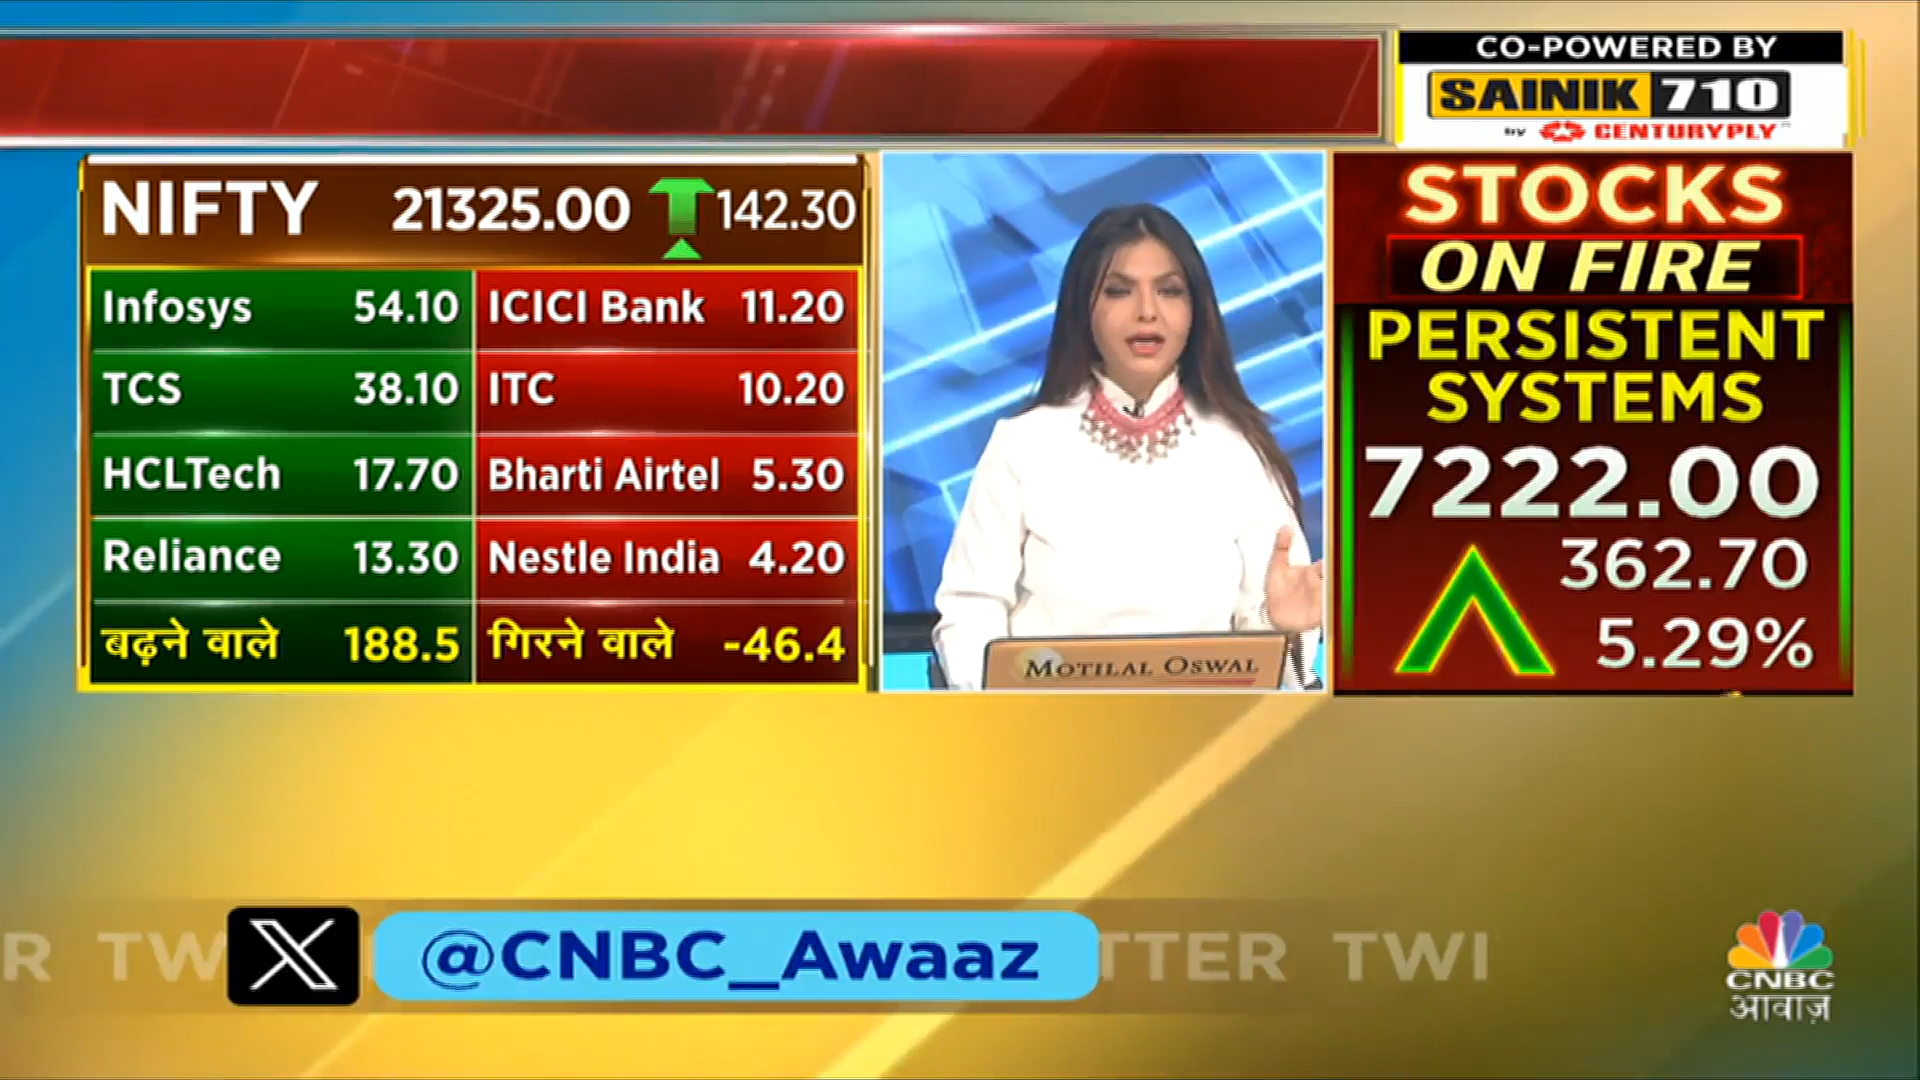 CO-POWERED BY
SAINIK 710
by CENTURYPLY
NIFTY 21325.00 142.30
Infosys 54.10 ICICI Bank 11.20
TCS 38.10 ITC 10.20
HCLTech 17.70 Bharti Airtel 5.30
Reliance 13.30 Nestle India 4.20
बढ़ने वाले 188.5 गिरने वाले -46.4
MOTILAL OSWAL
STOCKS
ON FIRE
PERSISTENT
SYSTEMS
7222.00
362.70
5.29%
R TW @CNBC_Awaaz TTER TWI
CNBC
आवाज़